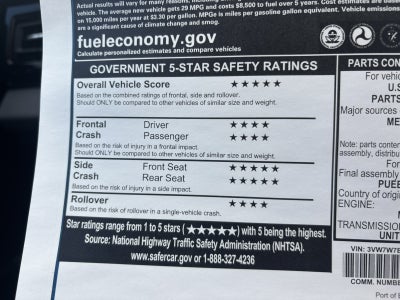 Actual results will vary for many reasons, including
vehicle. The average new vehicle gets 29 MPG and costs $8,500 to fuel over 5 years. Cost estimates are based
on 15,000 miles per year at $3.30 per gallon. MPGe is miles per gasoline gallon equivalent. Vehicle emissions
are a significant cause of climate change and smog.
fueleconomy.gov
Calculate personalized estimates and compare vehicles
GOVERNMENT 5-STAR SAFETY RATINGS
Overall Vehicle Score ★★★★★
Based on the combined ratings of frontal, side and rollover.
Should ONLY be compared to other vehicles of similar size and weight.
Frontal Driver ★★★★
Crash Passenger ★★★★★
Based on risk of injury in a frontal impact.
Should ONLY be compared to other vehicles of similar size and weight.
Side Front Seat ★★★★★
Crash Rear Seat ★★★★★
Based on the risk of injury in a side impact.
Rollover ★★★★
Based on the risk of rollover in a single-vehicle crash.
Star ratings range from 1 to 5 stars (★★★★★) with 5 being the highest.
Source: National Highway Traffic Safety Administration (NHTSA).
www.safercar.gov or 1-888-327-4236
PARTS CON
For vehic
U.S
PARTS
Major sources
M
Note: parts conten
assembly, distribu
Fo
Final assembly
PUEB
Country of origin
ENGINE:
M
TRANSMISSION
UNIT
VIN: 3VW7W7B
COMM. NUMB
Port of